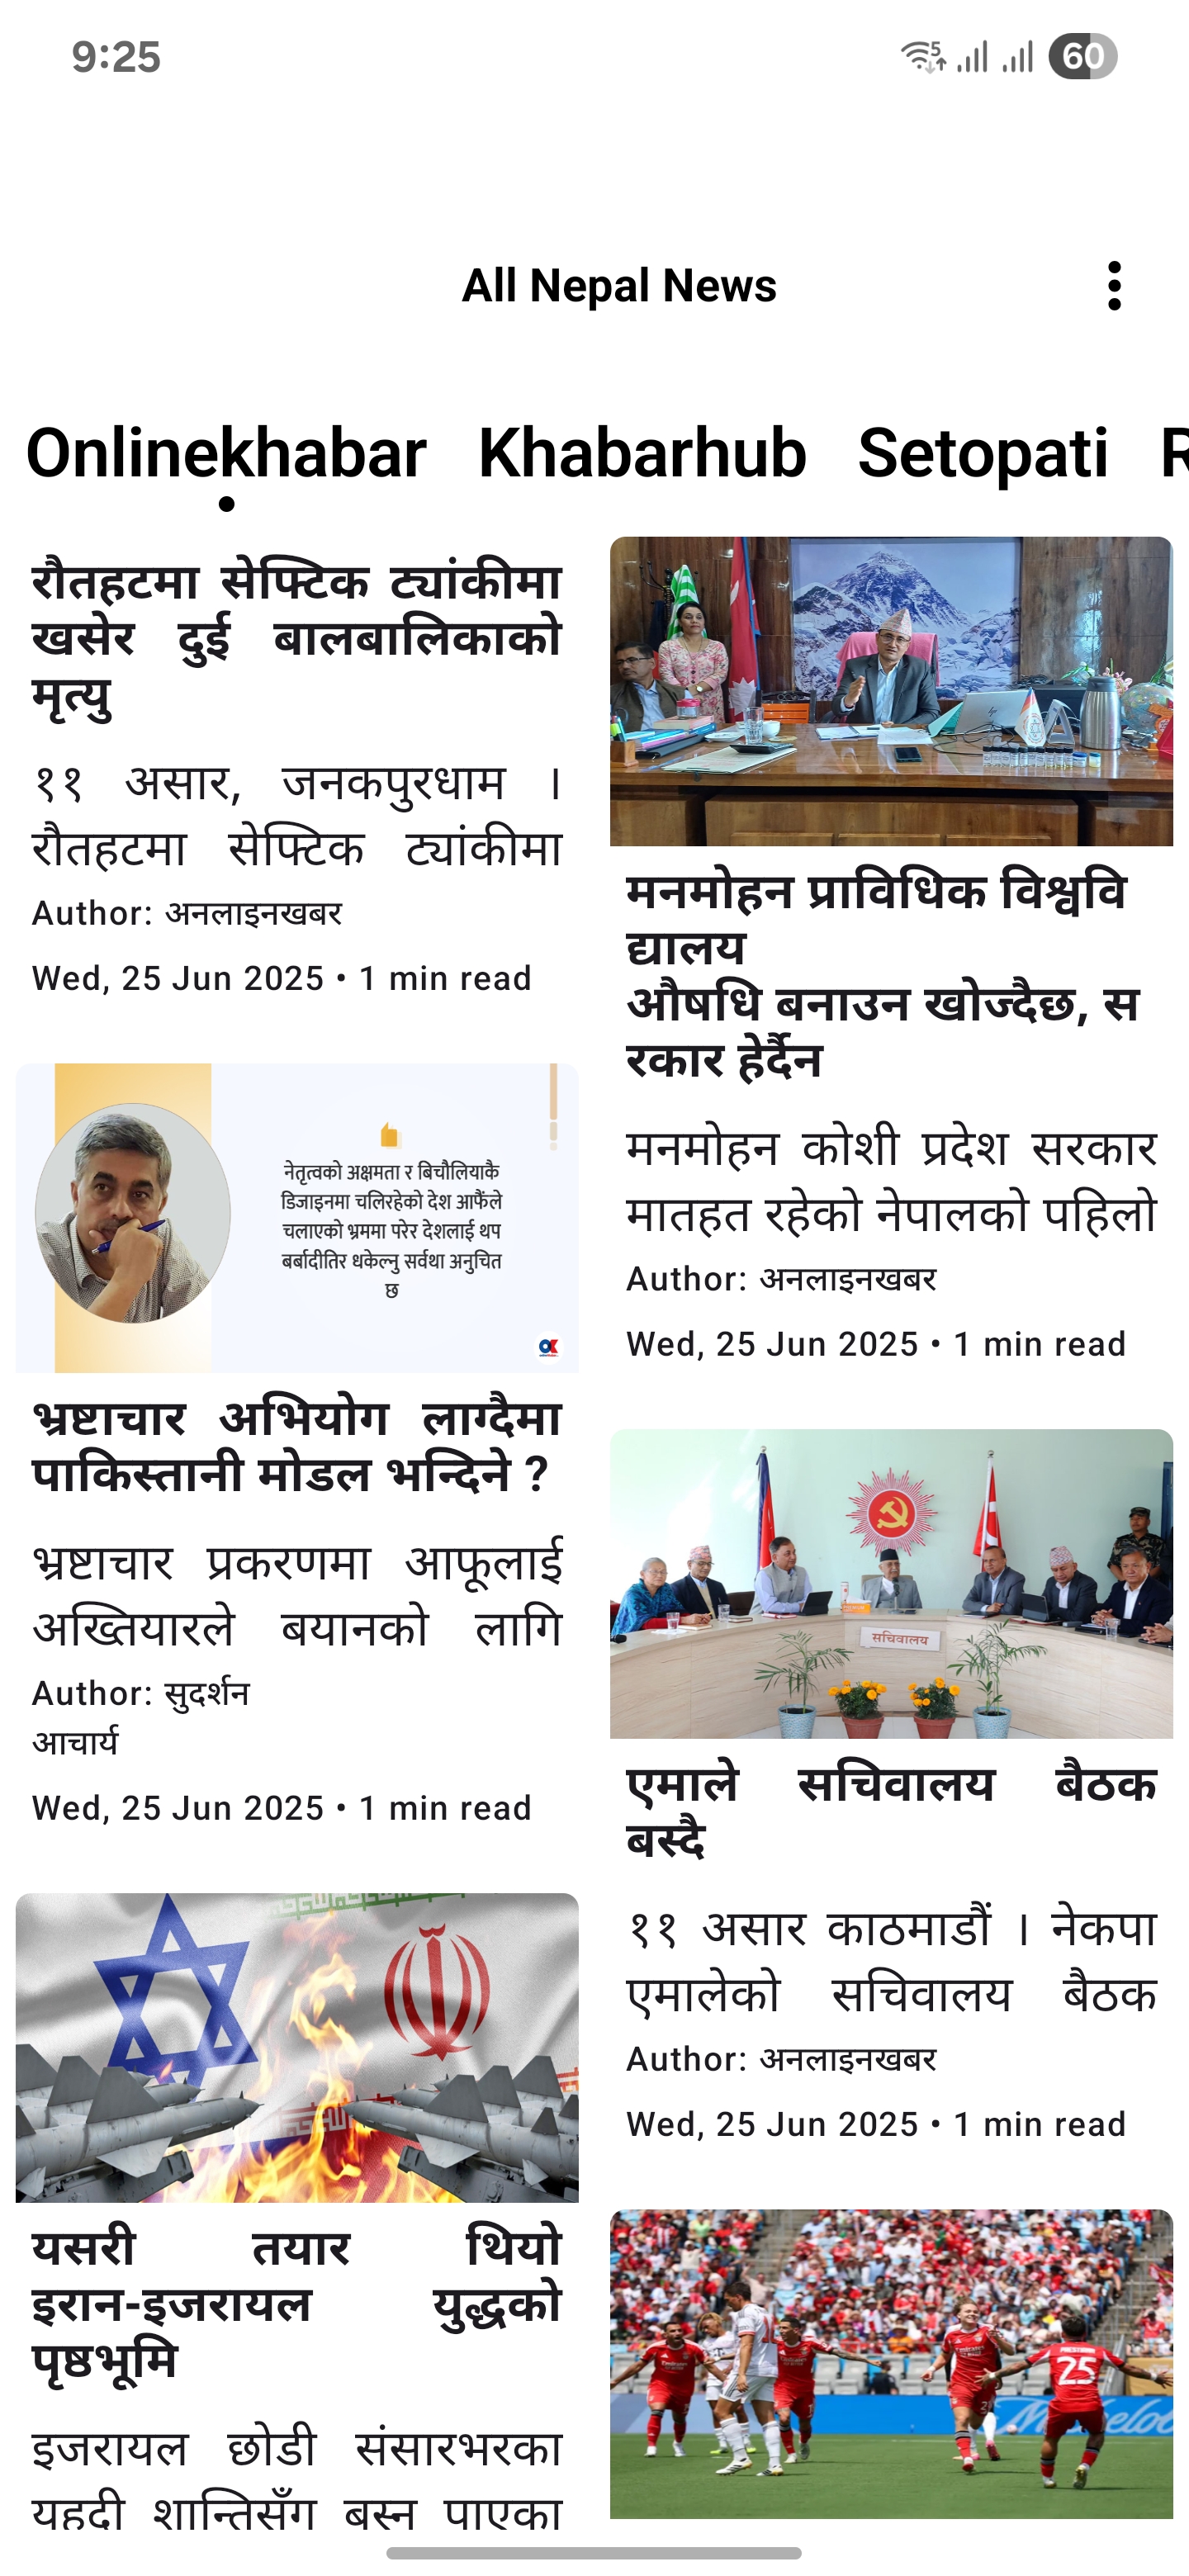 9:25
60
All Nepal News
Onlinekhabar Khabarhub Setopati R
रौतहटमा सेफ्टिक ट्यांकीमा
खसेर दुई बालबालिकाको
मृत्यु
११ असार, जनकपुरधाम ।
रौतहटमा सेफ्टिक ट्यांकीमा
Author: अनलाइनखबर
Wed, 25 Jun 2025 • 1 min read
नेतृत्वको अक्षमता र बिचौलियाकै
डिजाइनमा चलिरहेको देश आफैंले
चलाएको भ्रममा परेर देशलाई थप
बर्बादीतिर धकेल्नु सर्वथा अनुचित
छ
भ्रष्टाचार अभियोग लाग्दैमा
पाकिस्तानी मोडल भन्दिने ?
भ्रष्टाचार प्रकरणमा आफूलाई
अख्तियारले बयानको लागि
Author: सुदर्शन
आचार्य
Wed, 25 Jun 2025 • 1 min read
यसरी तयार थियो
इरान-इजरायल युद्धको
पृष्ठभूमि
इजरायल छोडी संसारभरका
यहूदी शान्तिसँग बस्न पाएका
मनमोहन प्राविधिक विश्ववि
द्यालय
औषधि बनाउन खोज्दैछ, स
रकार हेर्दैन
मनमोहन कोशी प्रदेश सरकार
मातहत रहेको नेपालको पहिलो
Author: अनलाइनखबर
Wed, 25 Jun 2025 • 1 min read
सचिवालय
एमाले सचिवालय बैठक
बस्दै
११ असार काठमाडौं । नेकपा
एमालेको सचिवालय बैठक
Author: अनलाइनखबर
Wed, 25 Jun 2025 • 1 min read
25